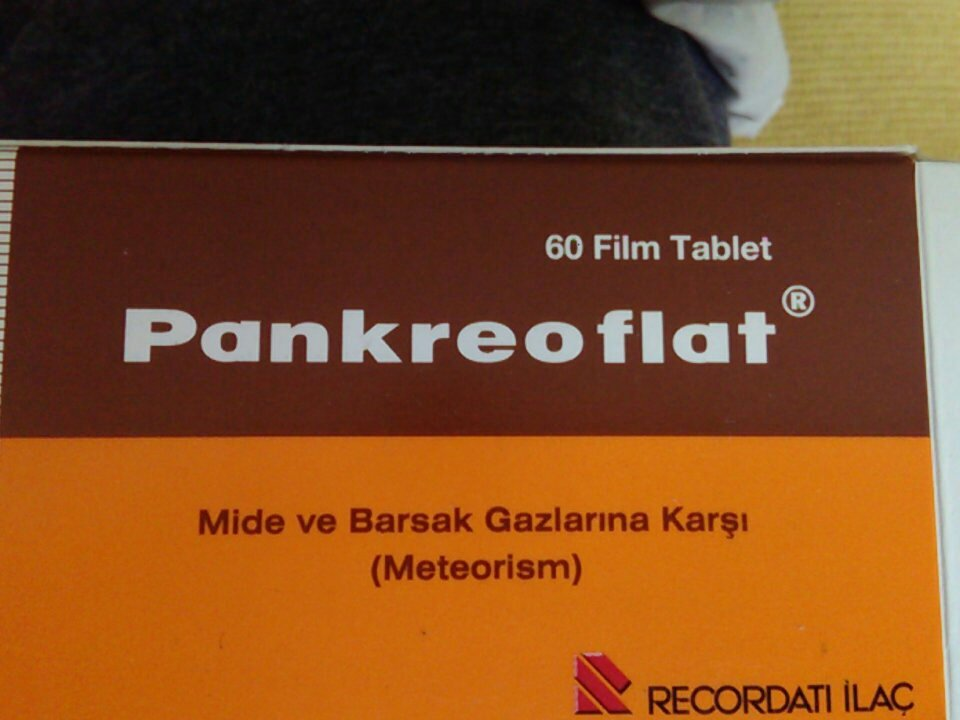 60 Film Tablet
Pankreoflat®
Mide ve Barsak Gazlarına Karşı
(Meteorism)
RECORDATI İLAÇ